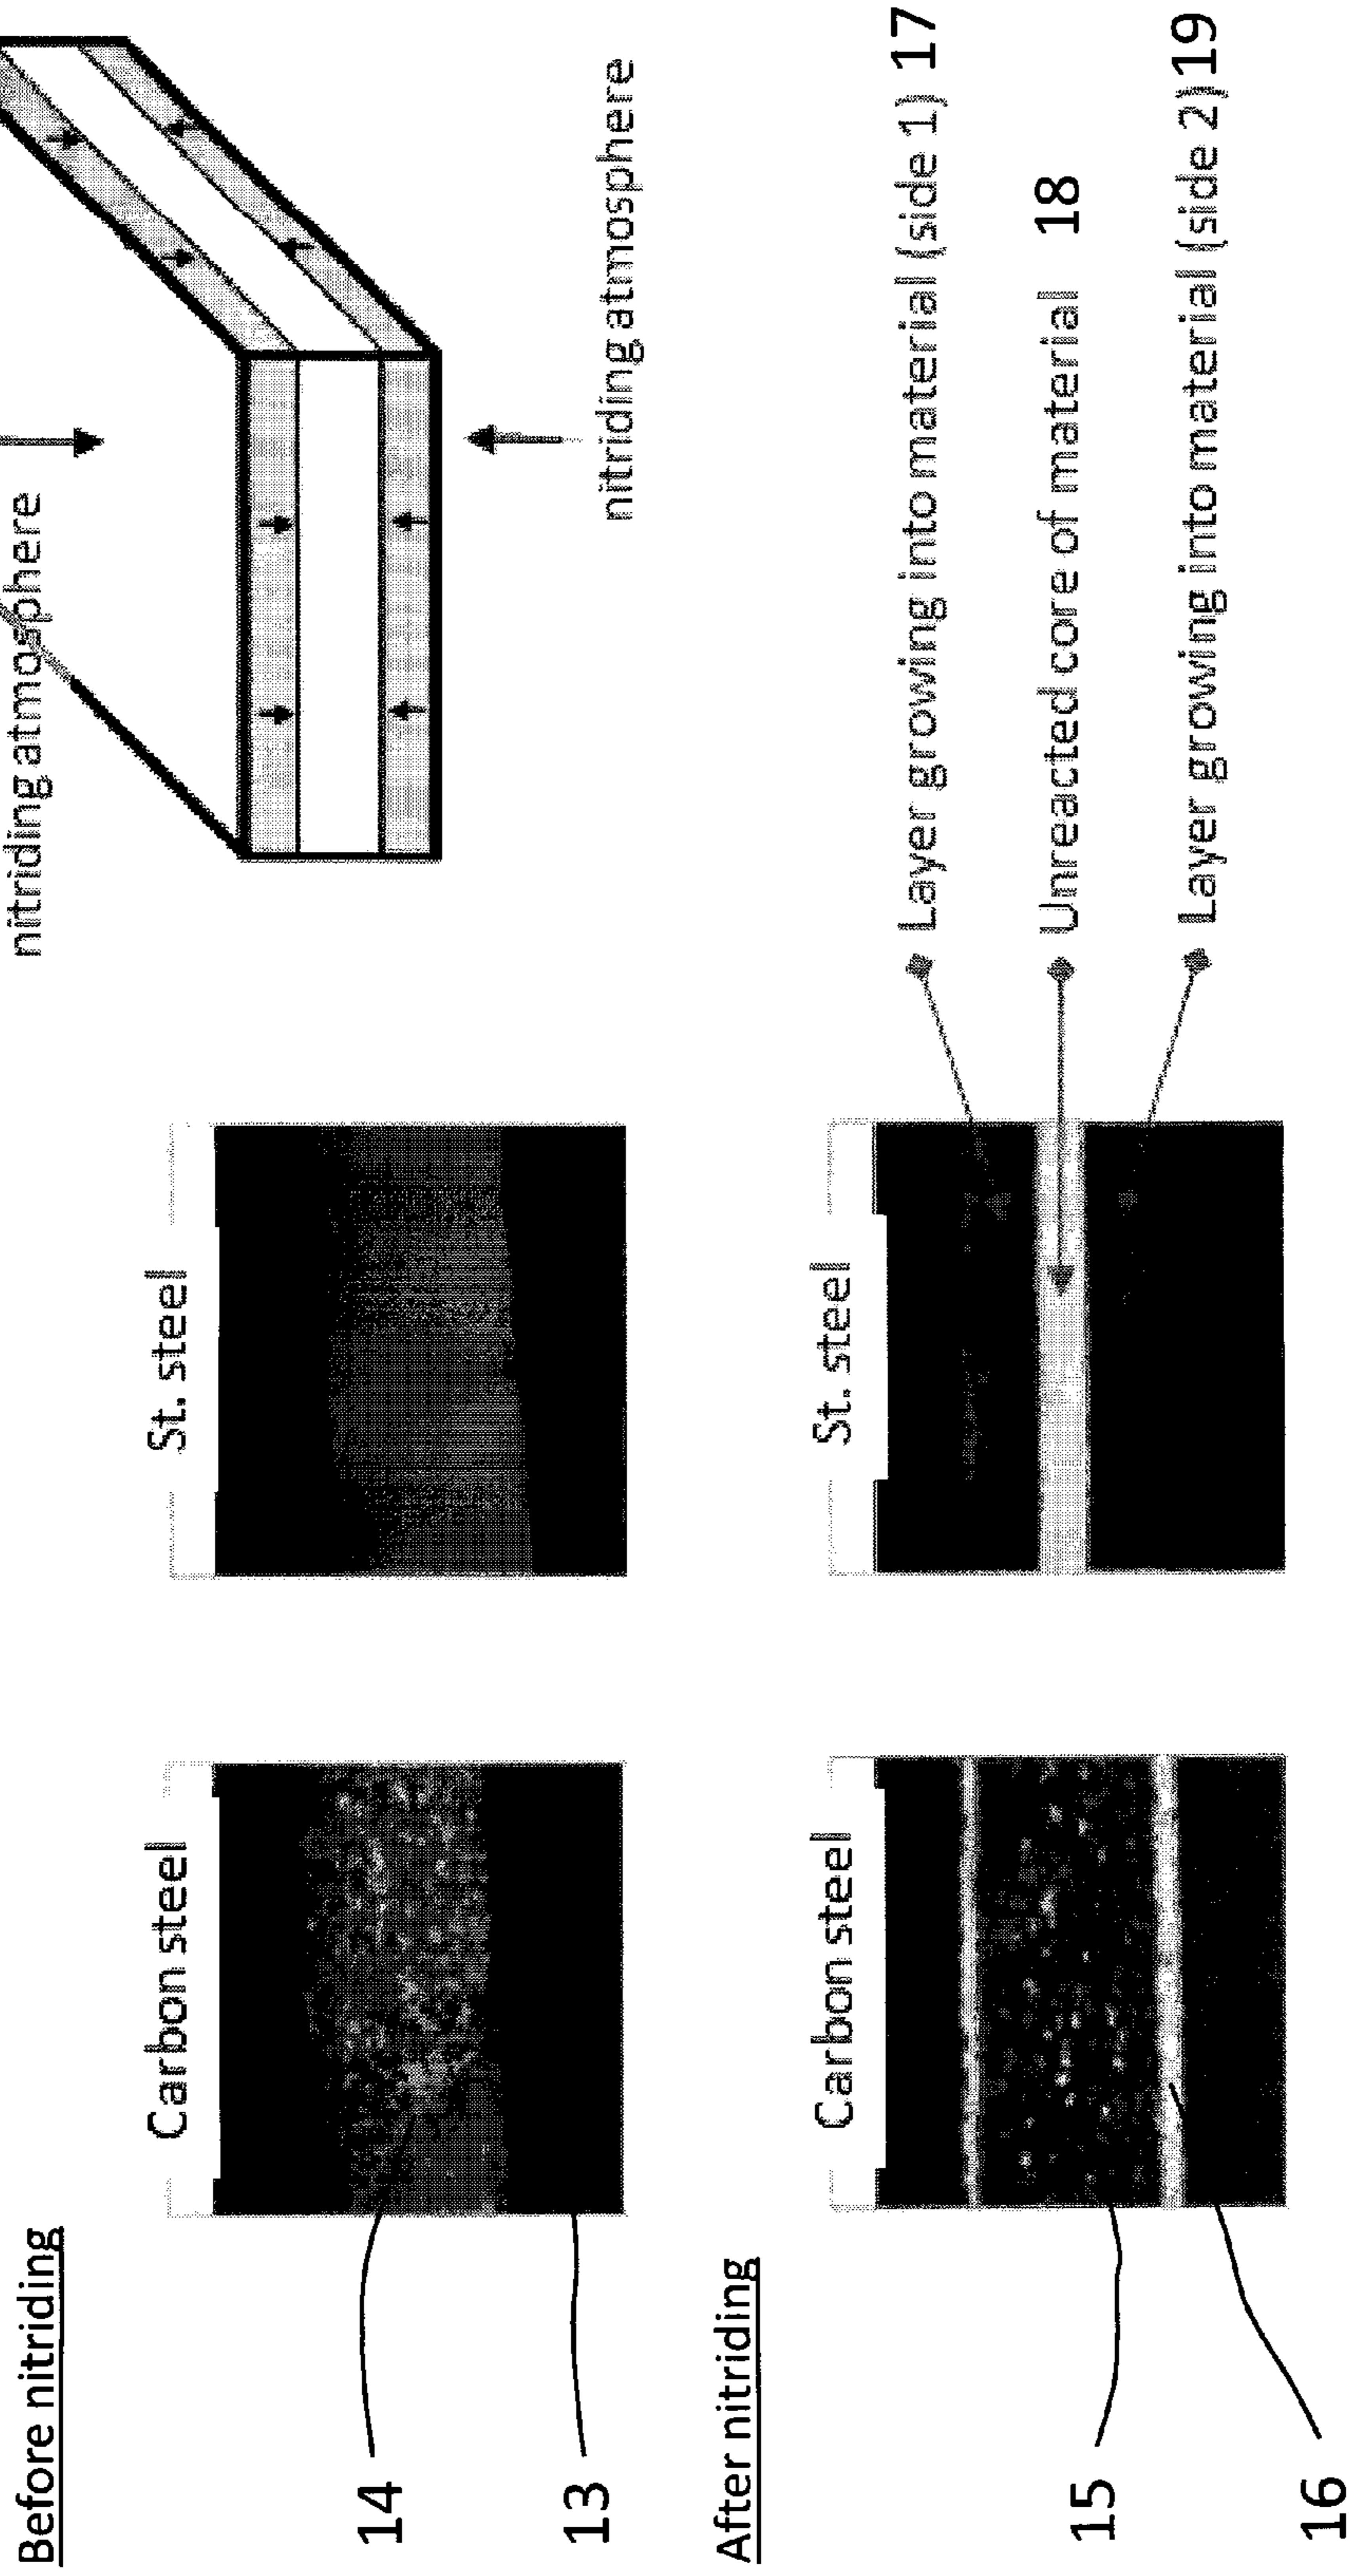 Before nitriding
nitriding atmosphere
Carbon steel
St. steel
14
13
nitriding atmosphere
After nitriding
Carbon steel
St. steel
Layer growing into material (side 1) 17
Unreacted core of material 18
Layer growing into material (side 2) 19
15
16